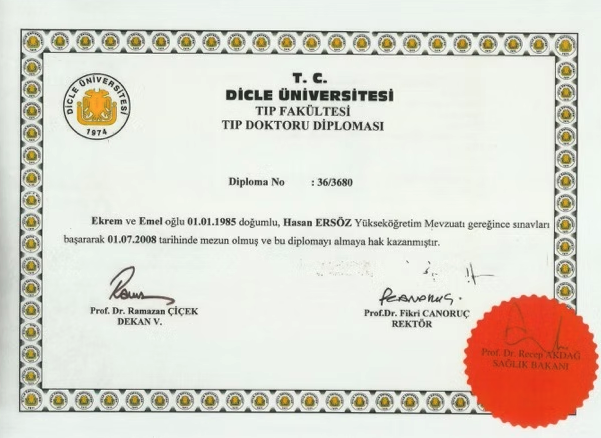 T. C.
DİCLE ÜNİVERSİTESİ
TIP FAKÜLTESİ
TIP DOKTORU DİPLOMASI
DİCLE ÜNİVERSİTESİ
1974
Diploma No : 36/3680
Ekrem ve Emel oğlu 01.01.1985 doğumlu, Hasan ERSÖZ Yükseköğretim Mevzuatı gereğince sınavları
başararak 01.07.2008 tarihinde mezun olmuş ve bu diplomayı almaya hak kazanmıştır.
Prof. Dr. Ramazan ÇİÇEK
DEKAN V.
Prof.Dr. Fikri CANORUÇ
REKTÖR
Prof. Dr. Recep AKDAĞ
SAĞLIK BAKANI